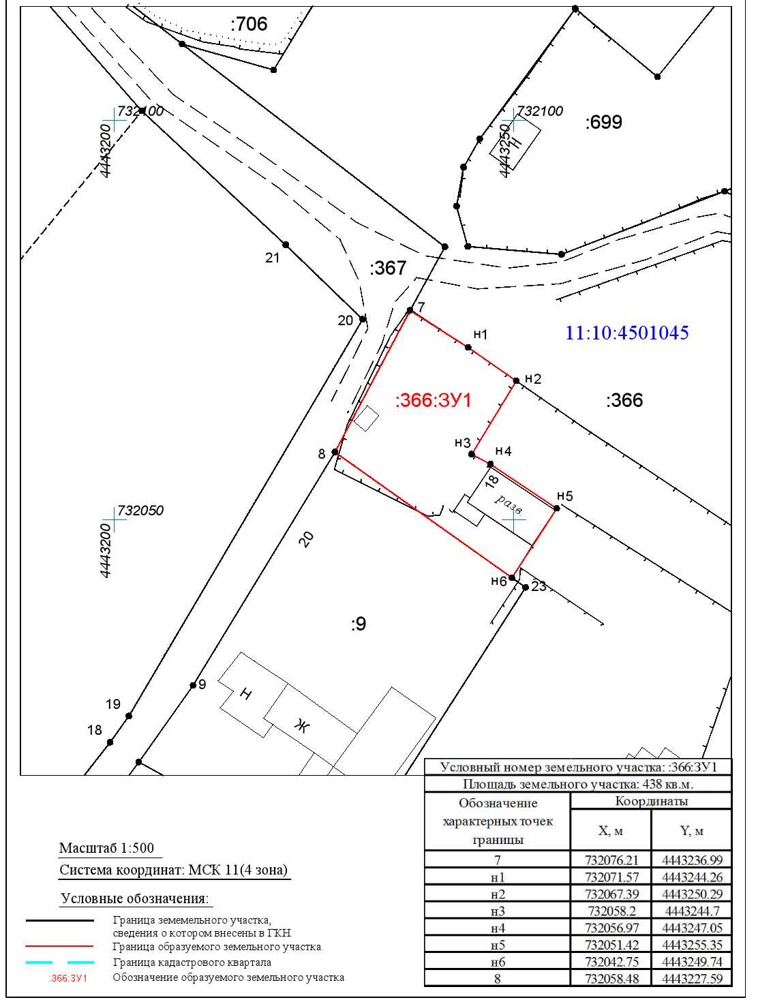 :706
732100
4443200
732100
4443250
Н
:699
21
:367
20
7
н1
11:10:4501045
н2
:366:ЗУ1
:366
н3
н4
8
18
н5
разв.
732050
4443200
20
н6
23
:9
9
Н
Ж
19
18
Условный номер земельного участка: :366:ЗУ1
Площадь земельного участка: 438 кв.м.
Обозначение характерных точек границы
Координаты
X, м Y, м
7 732076.21 4443236.99
н1 732071.57 4443244.26
н2 732067.39 4443250.29
н3 732058.2 4443244.7
н4 732056.97 4443247.05
н5 732051.42 4443255.35
н6 732042.75 4443249.74
8 732058.48 4443227.59
Масштаб 1:500
Система координат: МСК 11(4 зона)
Условные обозначения:
Граница земемельного участка,
сведения о котором внесены в ГКН
Граница образуемого земельного участка.
Граница кадастрового квартала
:366:ЗУ1 Обозначение образуемого земельного участка